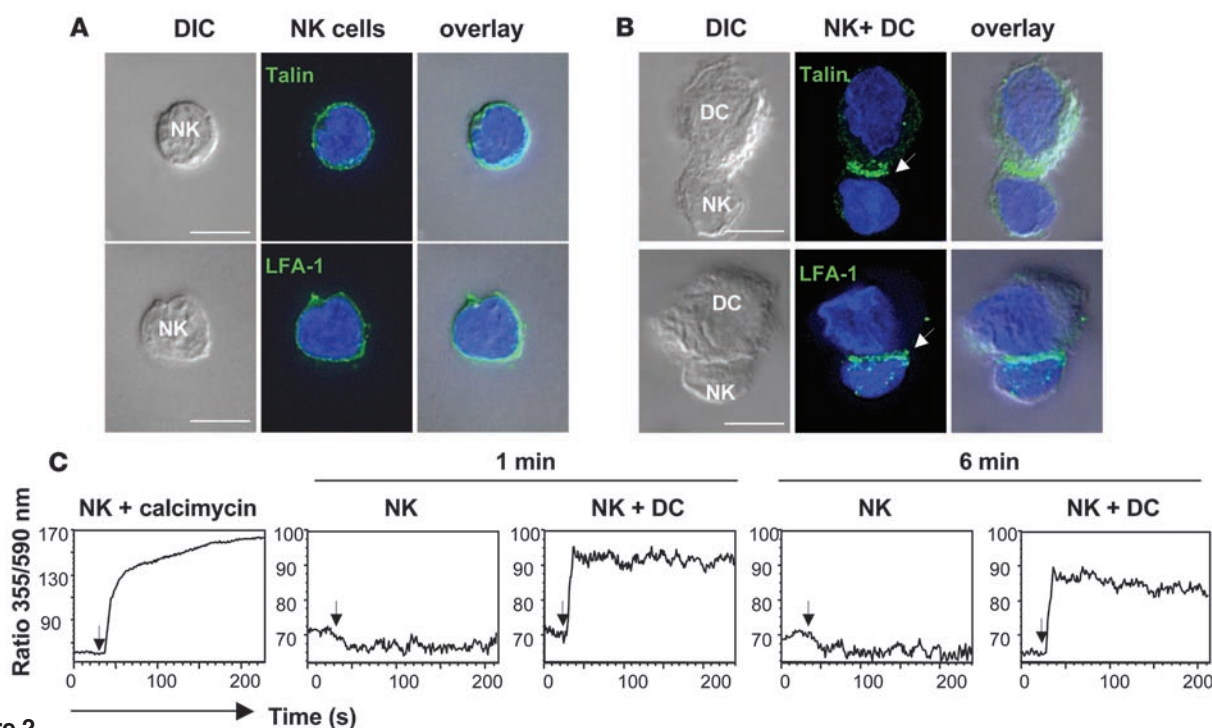 A DIC NK cells overlay
B DIC NK+ DC overlay
Talin
NK
Talin
DC
NK
LFA-1
NK
LFA-1
DC
NK
C 1 min 6 min
NK + calcimycin NK NK + DC NK NK + DC
Ratio 355/590 nm
170 130 90
100 90 80 70
100 90 80 70
100 90 80 70
100 90 80 70
0 100 200 0 100 200 0 100 200 0 100 200 0 100 200
Time (s)